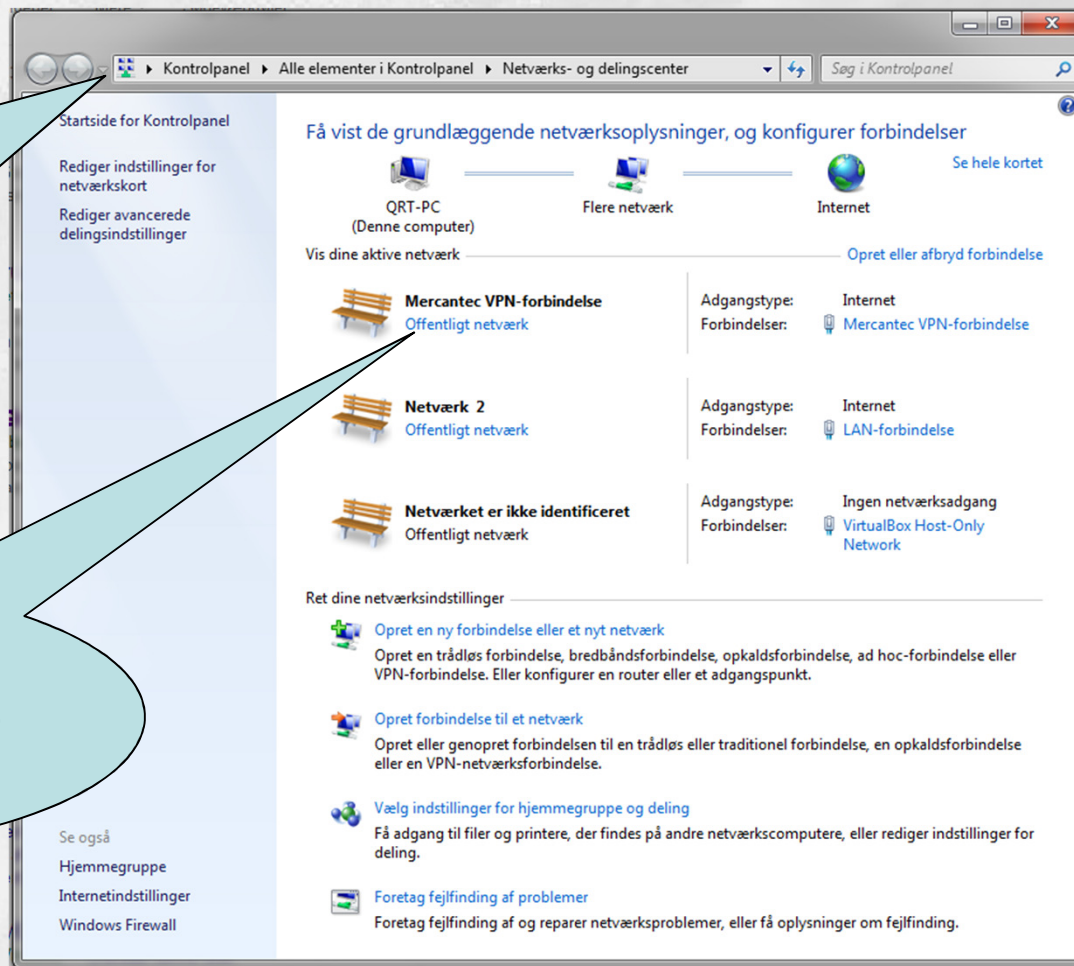 Kontrolpanel ▸ Alle elementer i Kontrolpanel ▸ Netværks- og delingscenter
Søg i Kontrolpanel
Startside for Kontrolpanel
Rediger indstillinger for
netværkskort
Rediger avancerede
delingsindstillinger
Få vist de grundlæggende netværksoplysninger, og konfigurer forbindelser
Se hele kortet
QRT-PC
(Denne computer)
Flere netværk
Internet
Vis dine aktive netværk
Opret eller afbryd forbindelse
Mercantec VPN-forbindelse
Offentligt netværk
Adgangstype: Internet
Forbindelser: Mercantec VPN-forbindelse
Netværk 2
Offentligt netværk
Adgangstype: Internet
Forbindelser: LAN-forbindelse
Netværket er ikke identificeret
Offentligt netværk
Adgangstype: Ingen netværksadgang
Forbindelser: VirtualBox Host-Only
Network
Ret dine netværksindstillinger
Opret en ny forbindelse eller et nyt netværk
Opret en trådløs forbindelse, bredbåndsforbindelse, opkaldsforbindelse, ad hoc-forbindelse eller
VPN-forbindelse. Eller konfigurer en router eller et adgangspunkt.
Opret forbindelse til et netværk
Opret eller genopret forbindelsen til en trådløs eller traditionel forbindelse, en opkaldsforbindelse
eller en VPN-netværksforbindelse.
Vælg indstillinger for hjemmegruppe og deling
Få adgang til filer og printere, der findes på andre netværkscomputere, eller rediger indstillinger for
deling.
Foretag fejlfinding af problemer
Foretag fejlfinding af og reparer netværksproblemer, eller få oplysninger om fejlfinding.
Se også
Hjemmegruppe
Internetindstillinger
Windows Firewall